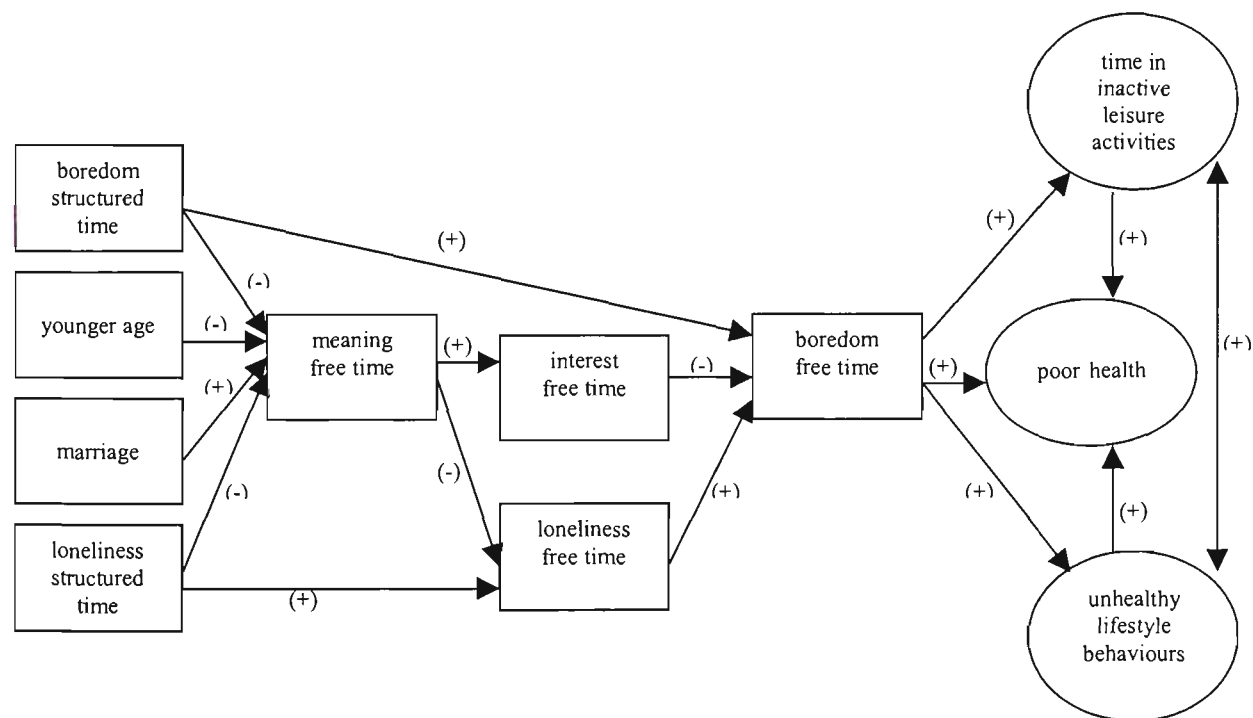 time in
inactive
leisure
activities
boredom
structured
time
(+)
(+)
(+)
(-)
younger age
(-)
meaning
free time
(+)
interest
free time
(-)
boredom
free time
(+)
poor health
(+)
(+)
marriage
(-)
(-)
(+)
(+)
(+)
loneliness
structured
time
(+)
loneliness
free time
unhealthy
lifestyle
behaviours